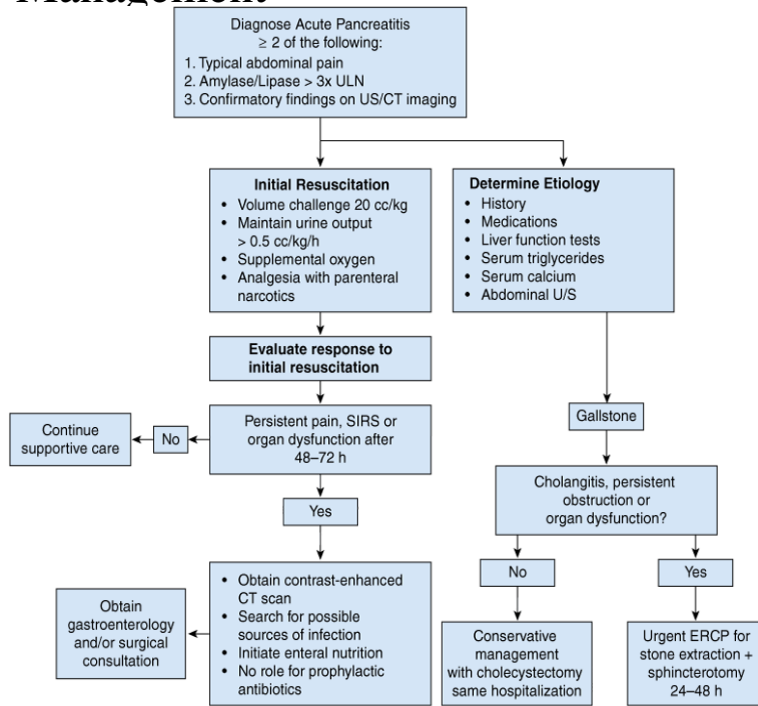 Management
Diagnose Acute Pancreatitis
≥ 2 of the following:
1. Typical abdominal pain
2. Amylase/Lipase > 3x ULN
3. Confirmatory findings on US/CT imaging
Initial Resuscitation
• Volume challenge 20 cc/kg
• Maintain urine output
> 0.5 cc/kg/h
• Supplemental oxygen
• Analgesia with parenteral
narcotics
Determine Etiology
• History
• Medications
• Liver function tests
• Serum triglycerides
• Serum calcium
• Abdominal U/S
Evaluate response to
initial resuscitation
Gallstone
Continue
supportive care
No
Persistent pain, SIRS or
organ dysfunction after
48–72 h
Cholangitis, persistent
obstruction or
organ dysfunction?
Yes
No
Yes
Obtain
gastroenterology
and/or surgical
consultation
• Obtain contrast-enhanced
CT scan
• Search for possible
sources of infection
• Initiate enteral nutrition
• No role for prophylactic
antibiotics
Conservative
management
with cholecystectomy
same hospitalization
Urgent ERCP for
stone extraction +
sphincterotomy
24–48 h